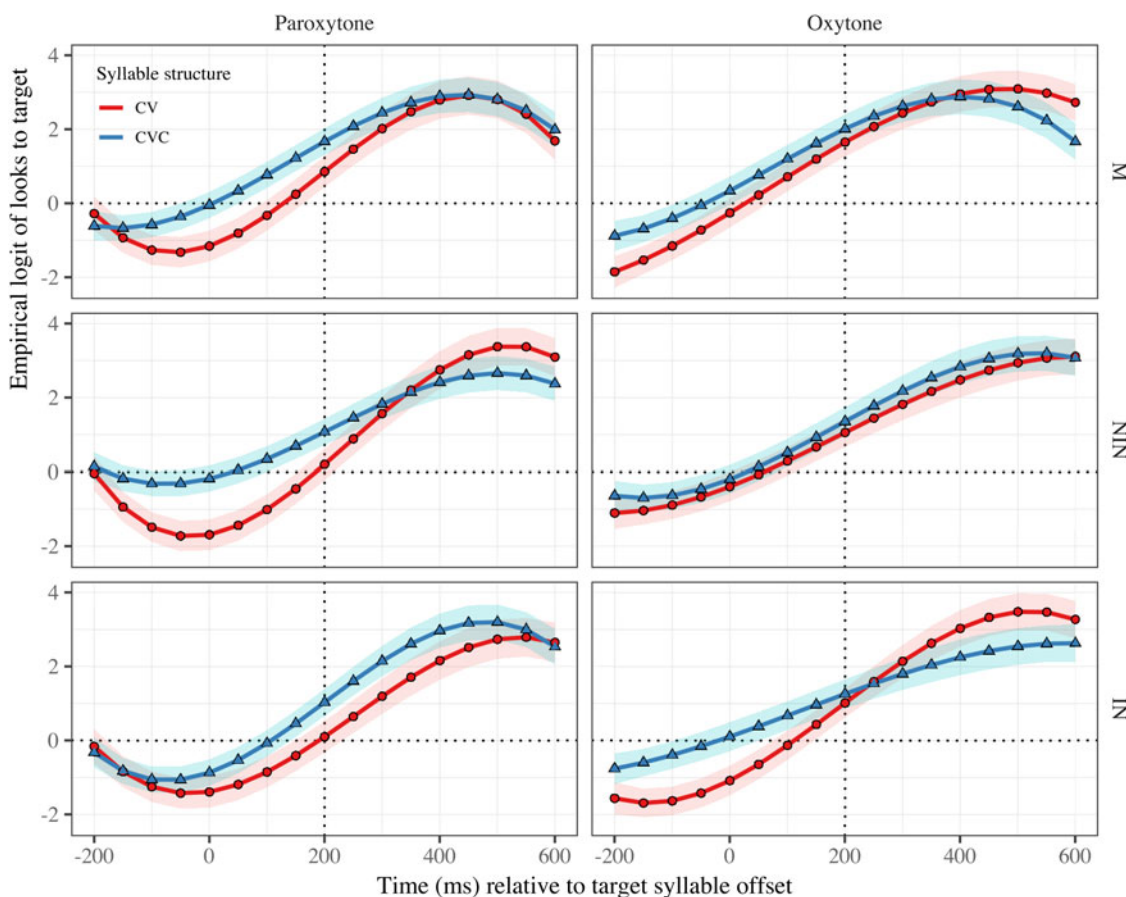 Paroxytone Oxytone
Empirical logit of looks to target
Syllable structure
CV
CVC
4
2
0
-2
M
4
2
0
-2
NIN
4
2
0
-2
IN
-200 0 200 400 600 -200 0 200 400 600
Time (ms) relative to target syllable offset